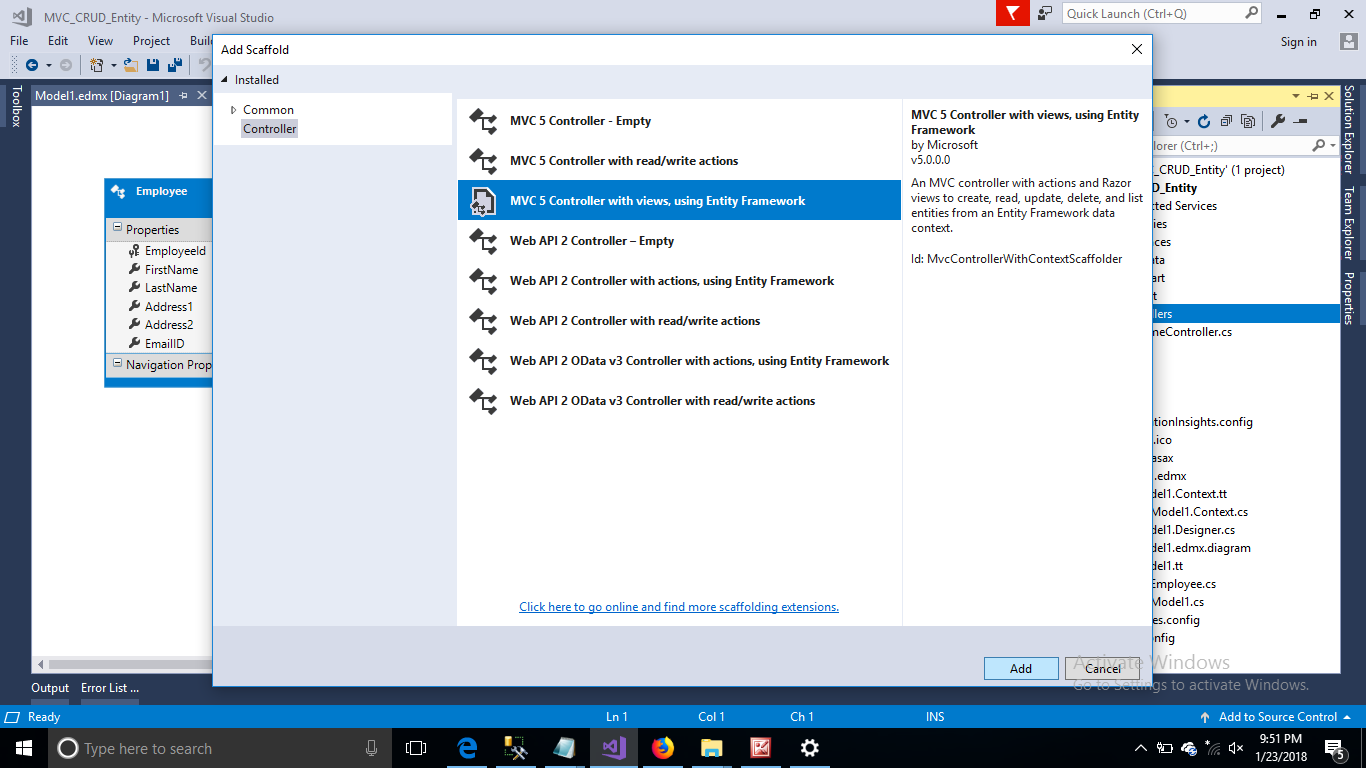 MVC_CRUD_Entity - Microsoft Visual Studio
Quick Launch (Ctrl+Q)
File Edit View Project Buil
Sign in
Add Scaffold
Installed
Common
Controller
MVC 5 Controller - Empty
MVC 5 Controller with read/write actions
MVC 5 Controller with views, using Entity Framework
Web API 2 Controller – Empty
Web API 2 Controller with actions, using Entity Framework
Web API 2 Controller with read/write actions
Web API 2 OData v3 Controller with actions, using Entity Framework
Web API 2 OData v3 Controller with read/write actions
Click here to go online and find more scaffolding extensions.
MVC 5 Controller with views, using Entity
Framework
by Microsoft
v5.0.0.0
An MVC controller with actions and Razor
views to create, read, update, delete, and list
entities from an Entity Framework data
context.
Id: MvcControllerWithContextScaffolder
Add Cancel
Toolbox
Model1.edmx [Diagram1]
Employee
Properties
EmployeeId
FirstName
LastName
Address1
Address2
EmailID
Navigation Prop
lorer (Ctrl+;)
C_CRUD_Entity' (1 project)
D_Entity
cted Services
ies
nces
ata
art
t
llers
meController.cs
tionInsights.config
.ico
asax
.edmx
del1.Context.tt
Model1.Context.cs
del1.Designer.cs
del1.edmx.diagram
del1.tt
Employee.cs
Model1.cs
es.config
nfig
Solution Explorer
Team Explorer
Properties
Activate Windows
Go to Settings to activate Windows.
Output Error List ...
Ready Ln 1 Col 1 Ch 1 INS Add to Source Control
Type here to search
9:51 PM
1/23/2018
5